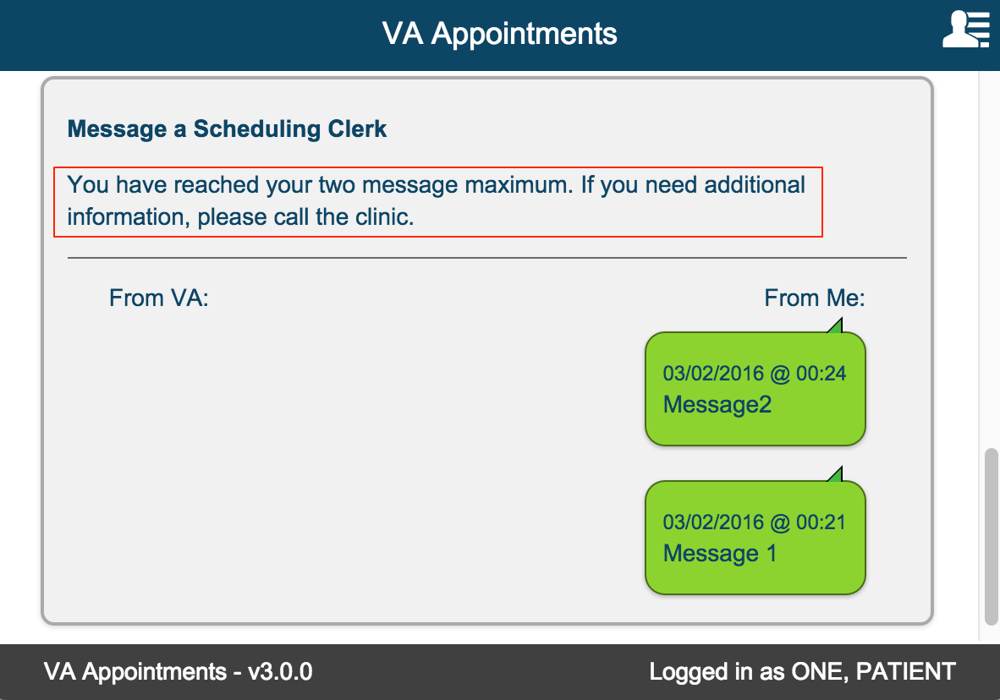 VA Appointments
Message a Scheduling Clerk
You have reached your two message maximum. If you need additional
information, please call the clinic.
From VA:
From Me:
03/02/2016 @ 00:24
Message2
03/02/2016 @ 00:21
Message 1
VA Appointments - v3.0.0
Logged in as ONE, PATIENT